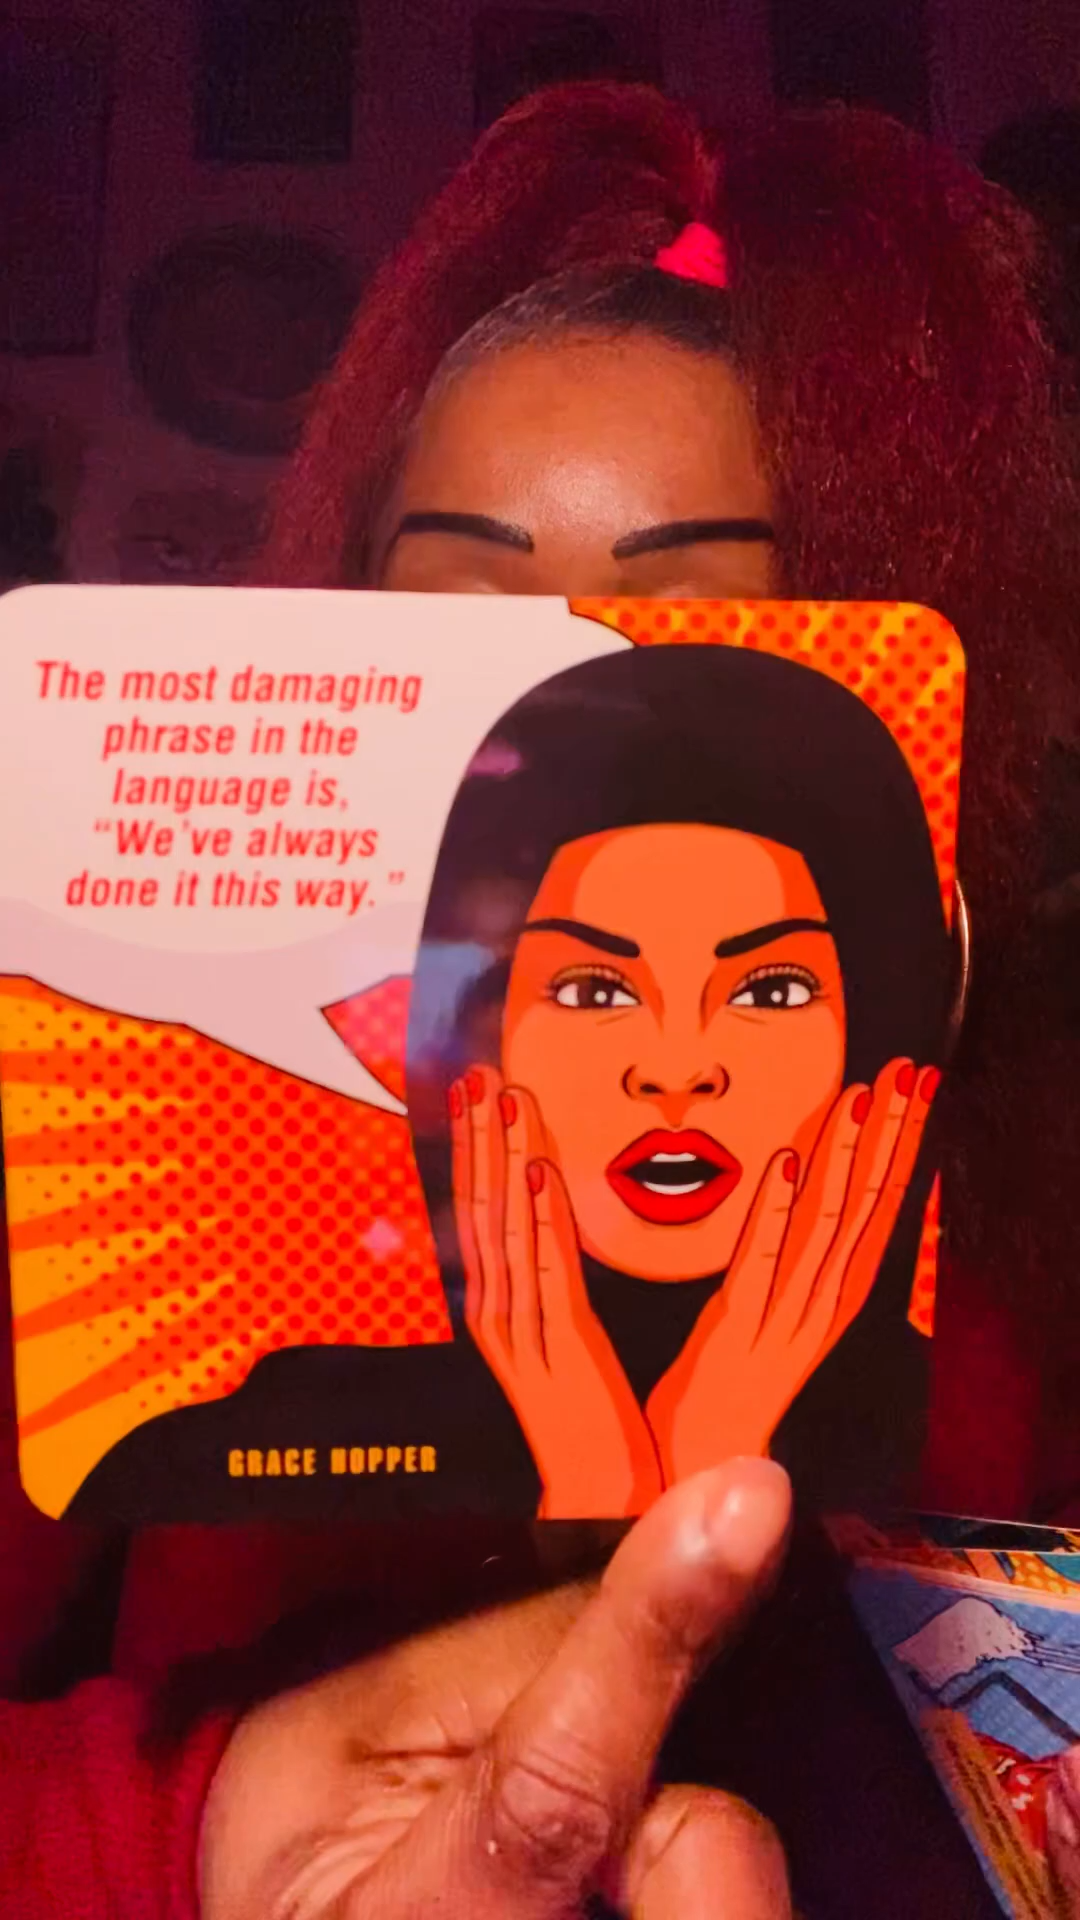 The most damaging
phrase in the
language is,
“We’ve always
done it this way.”
GRACE HOPPER